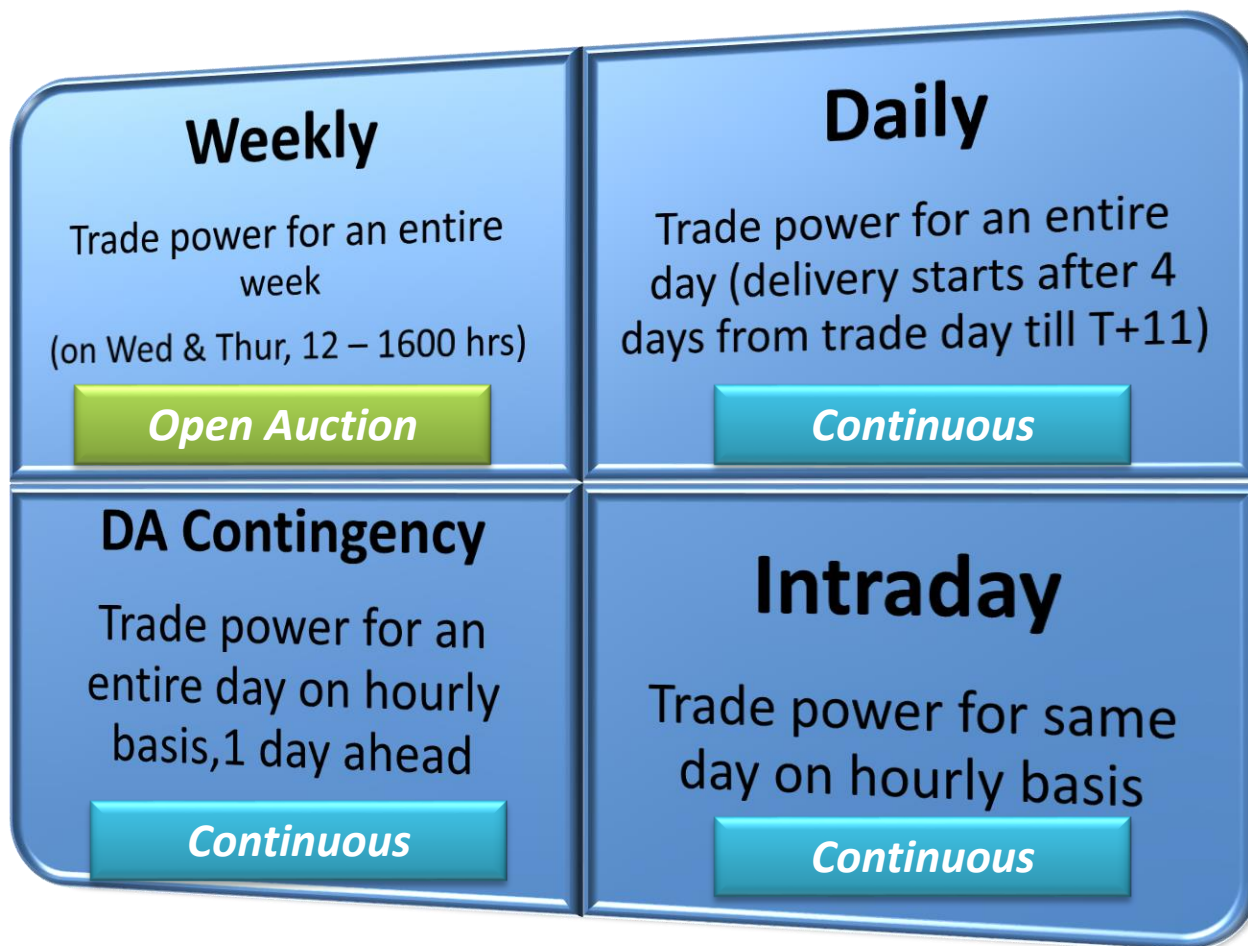 Weekly
Trade power for an entire
week
(on Wed & Thur, 12 – 1600 hrs)
Open Auction
Daily
Trade power for an entire
day (delivery starts after 4
days from trade day till T+11)
Continuous
DA Contingency
Trade power for an
entire day on hourly
basis,1 day ahead
Continuous
Intraday
Trade power for same
day on hourly basis
Continuous